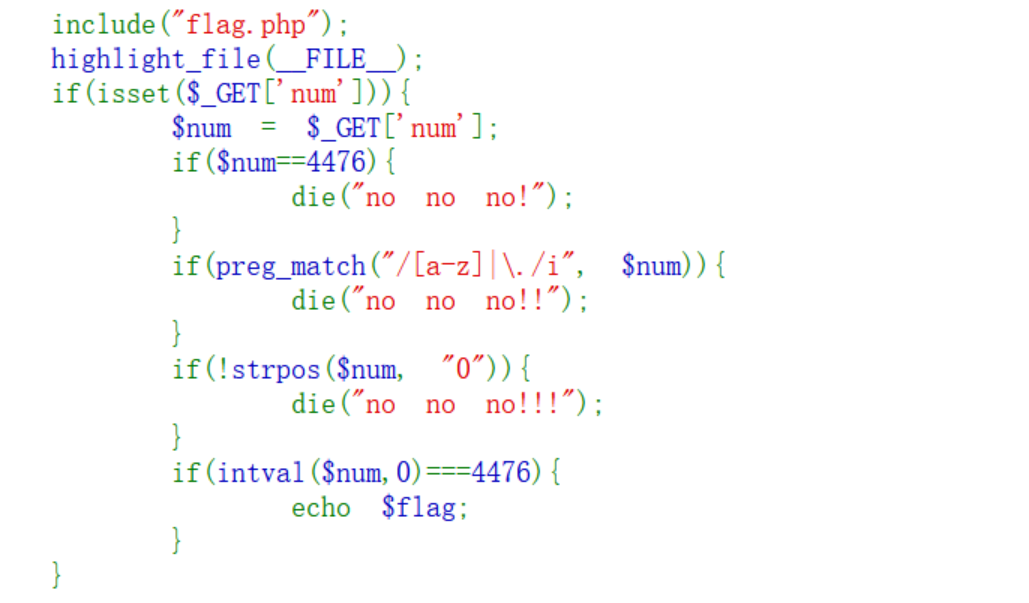 include("flag.php");
highlight_file(__FILE__);
if(isset($_GET['num'])){
$num = $_GET['num'];
if($num==4476){
die("no no no!");
}
if(preg_match("/[a-z]|\./i", $num)){
die("no no no!!");
}
if(!strpos($num, "0")){
die("no no no!!!");
}
if(intval($num,0)===4476){
echo $flag;
}
}